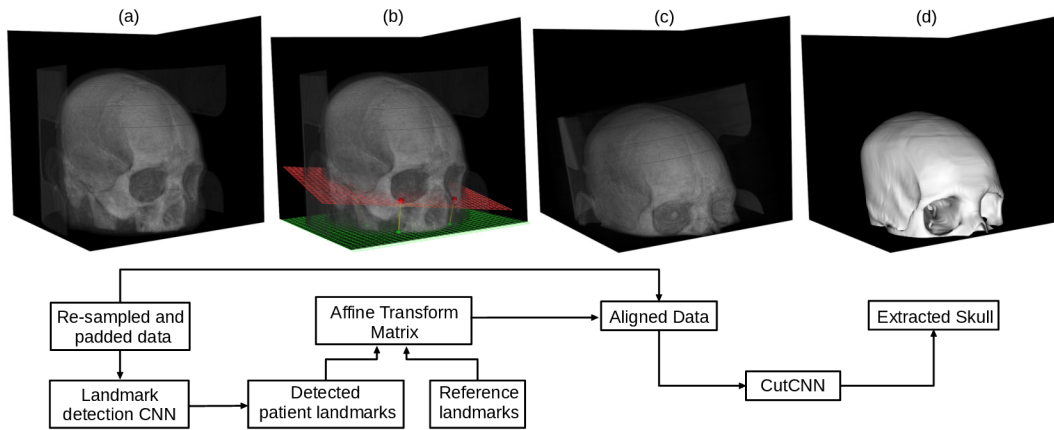 (a)
(b)
(c)
(d)
Re-sampled and
padded data
Affine Transform
Matrix
Aligned Data
Extracted Skull
Landmark
detection CNN
Detected
patient landmarks
Reference
landmarks
CutCNN